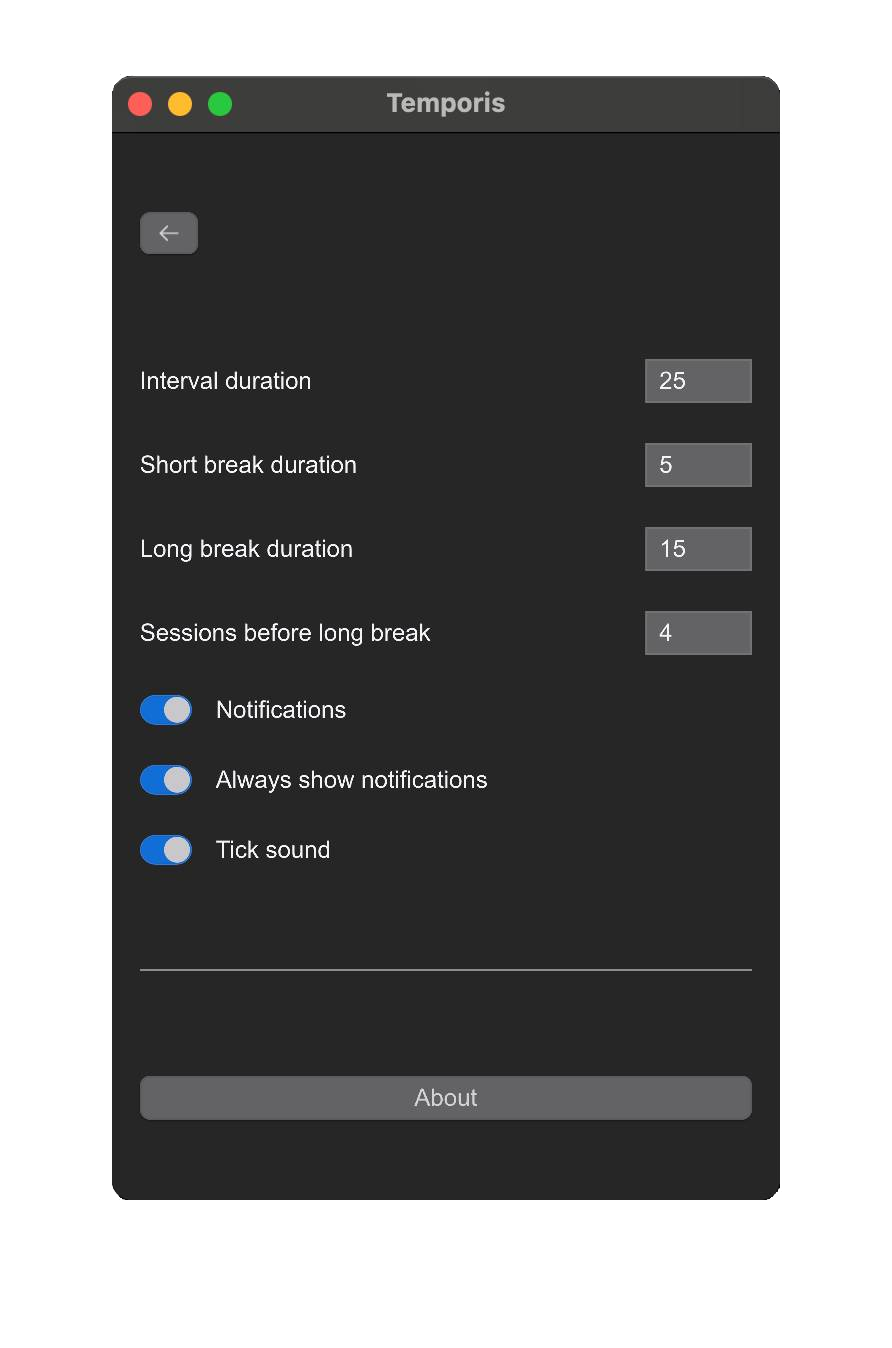 Temporis
Interval duration 25
Short break duration 5
Long break duration 15
Sessions before long break 4
Notifications
Always show notifications
Tick sound
About